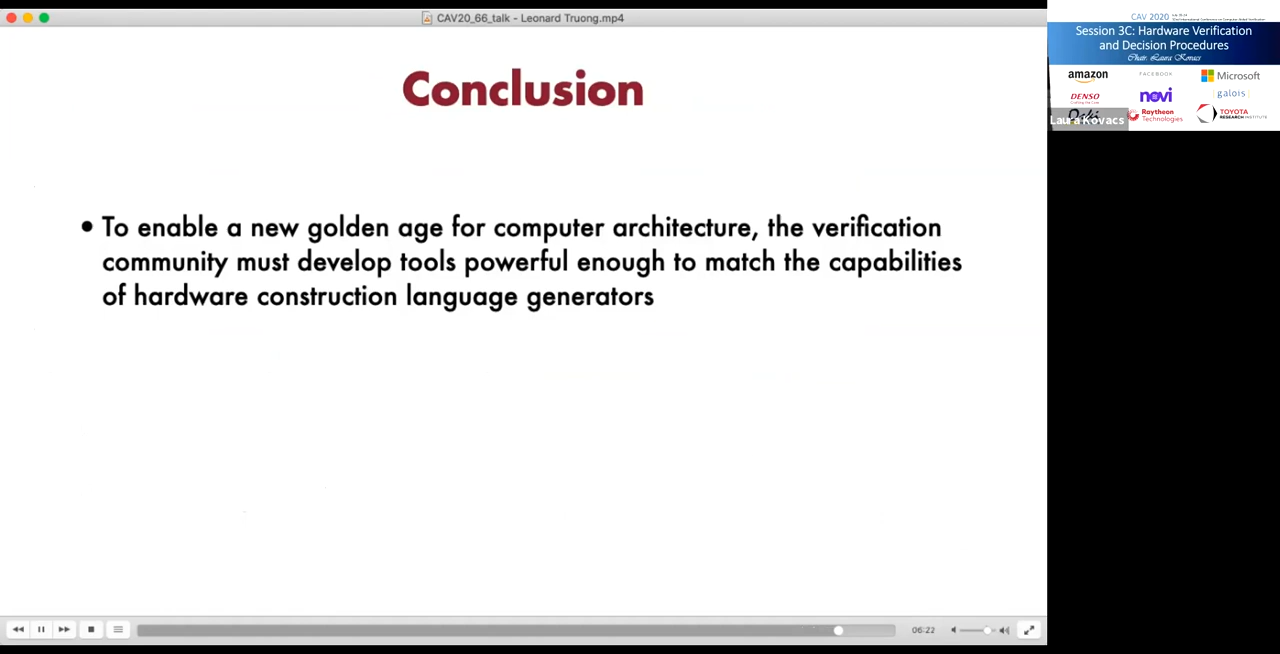 CAV20_66_talk - Leonard Truong.mp4
Conclusion
• To enable a new golden age for computer architecture, the verification
community must develop tools powerful enough to match the capabilities
of hardware construction language generators
06:22
CAV 2020
Session 3C: Hardware Verification
and Decision Procedures
Chair: Laura Kovacs
amazon
FACEBOOK
Microsoft
DENSO
novi
galois
Raytheon
Technologies
TOYOTA
RESEARCH INSTITUTE
Laura Kovacs